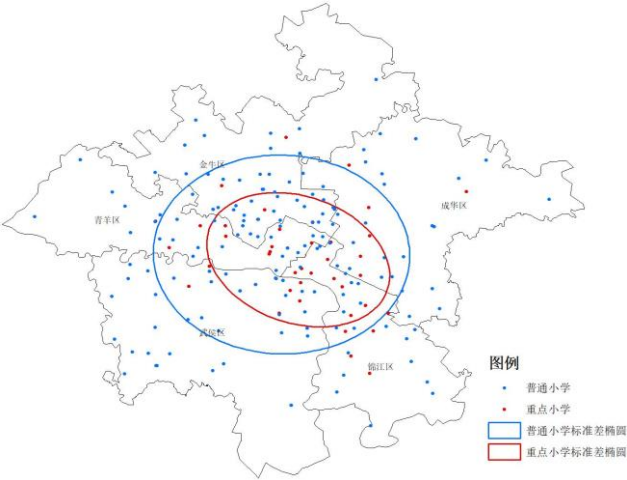 金牛区
成华区
青羊区
武侯区
锦江区
图例
普通小学
重点小学
普通小学标准差椭圆
重点小学标准差椭圆